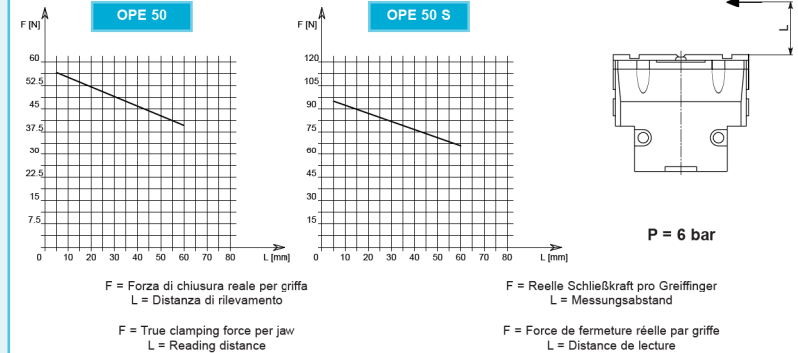 OPE 50
F [N]
60
52.5
45
37.5
30
22.5
15
7.5
0 10 20 30 40 50 60 70 80 L [mm]
OPE 50 S
F [N]
120
105
90
75
60
45
30
15
0 10 20 30 40 50 60 70 80 L [mm]
L
P = 6 bar
F = Forza di chiusura reale per griffa
L = Distanza di rilevamento
F = True clamping force per jaw
L = Reading distance
F = Reelle Schließkraft pro Greiffinger
L = Messungsabstand
F = Force de fermeture réelle par griffe
L = Distance de lecture